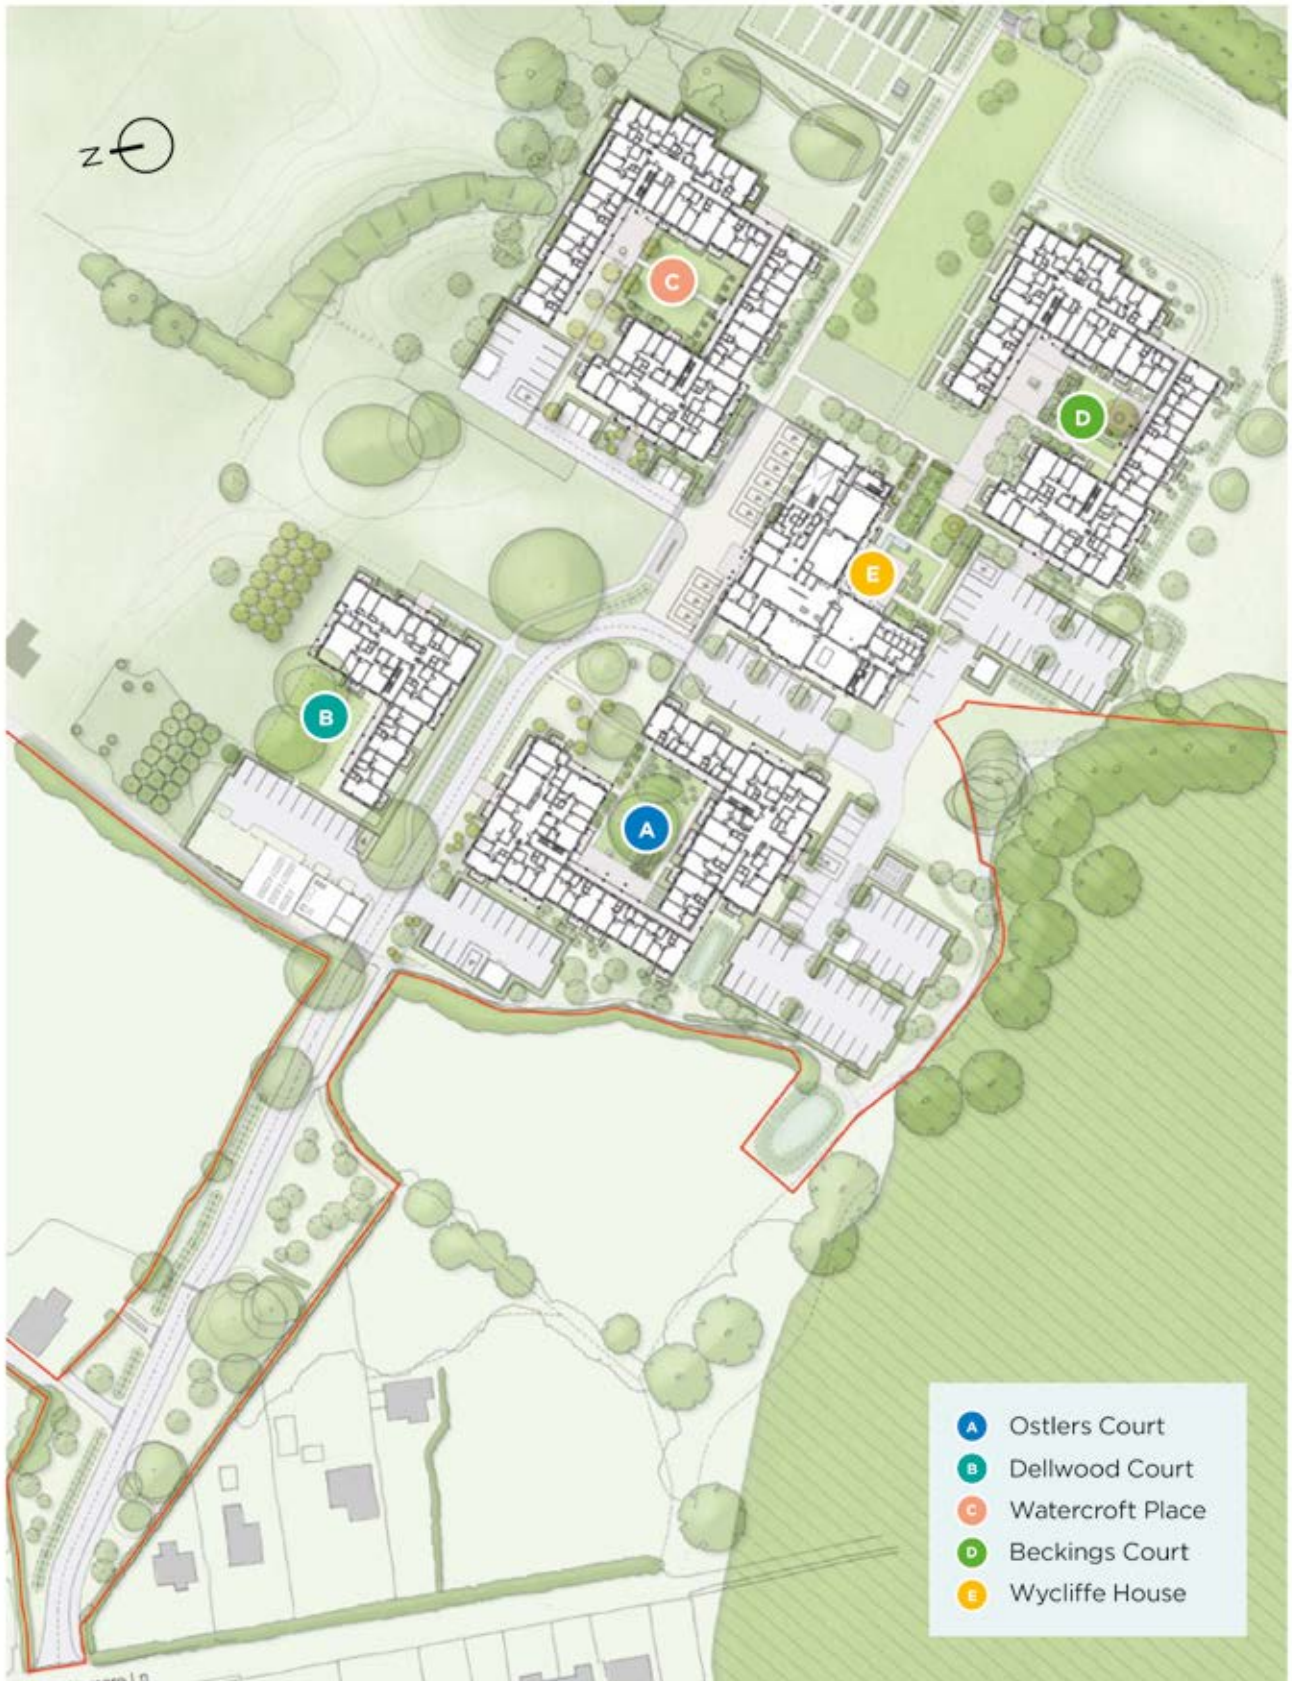 N
C
D
E
B
A
A Ostlers Court
B Dellwood Court
C Watercroft Place
D Beckings Court
E Wycliffe House